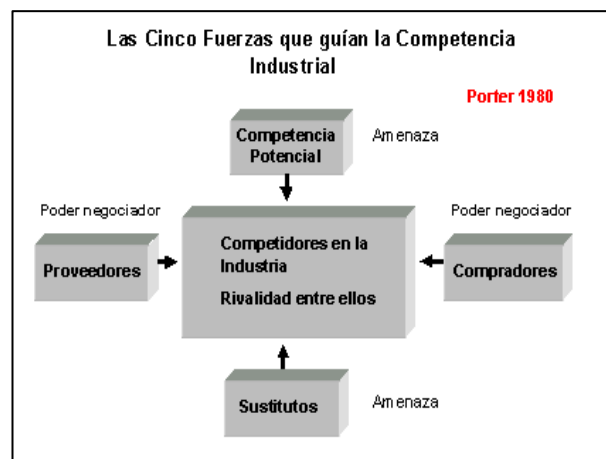 Las Cinco Fuerzas que guían la Competencia
Industrial
Porter 1980
Competencia
Potencial
Amenaza
Poder negociador
Poder negociador
Proveedores
Competidores en la
Industria
Rivalidad entre ellos
Compradores
Sustitutos
Amenaza